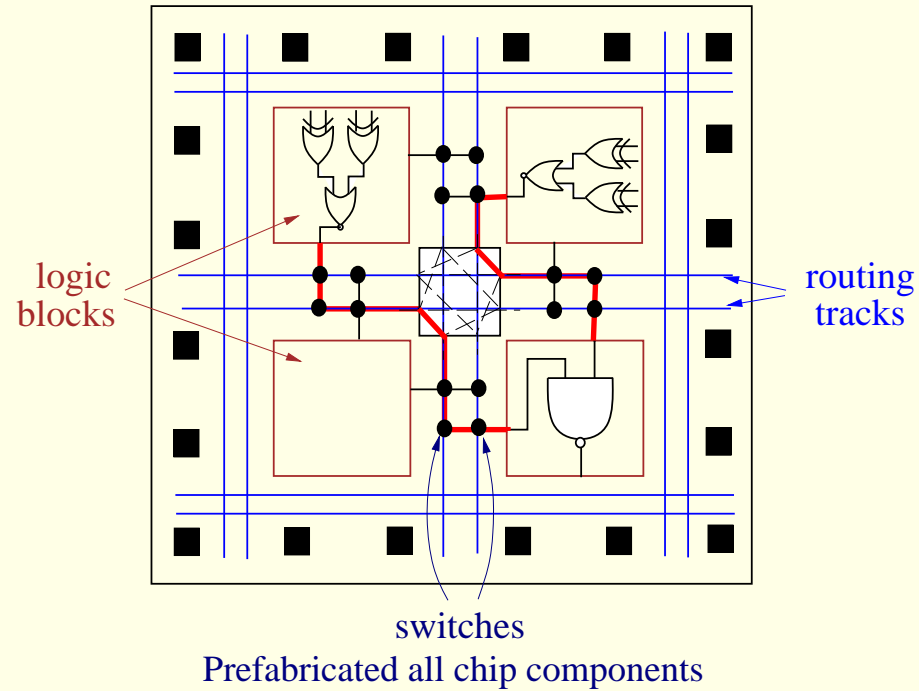 logic
blocks
routing
tracks
switches
Prefabricated all chip components